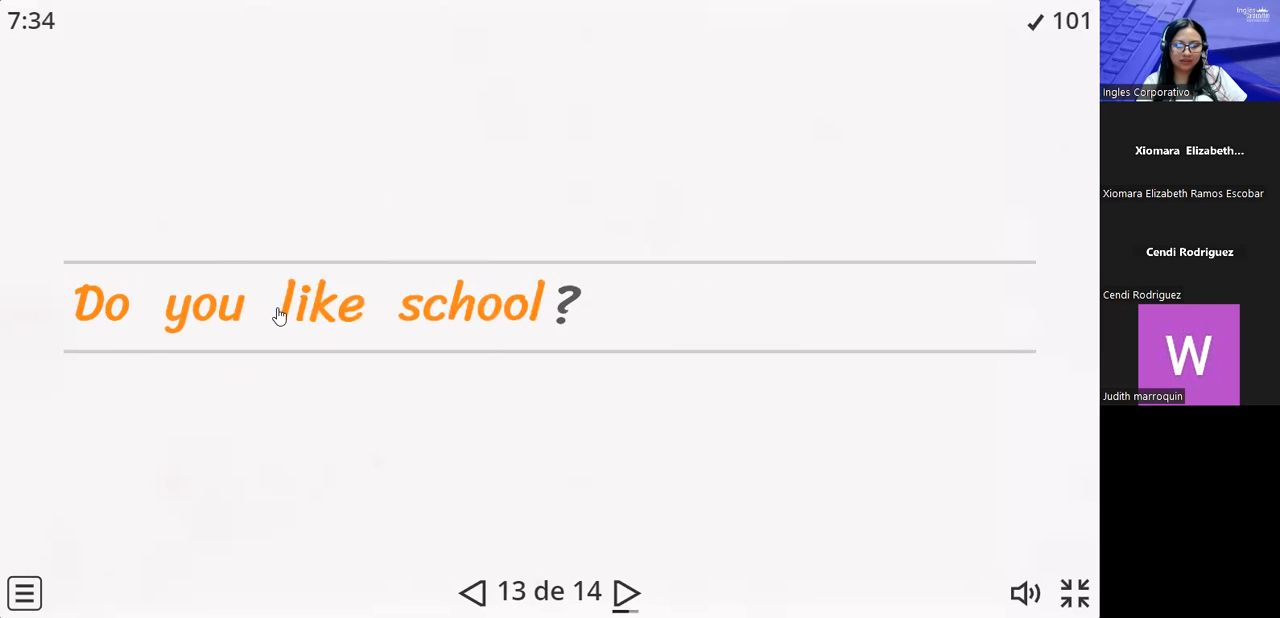 7:34
✓ 101
Do you like school?
13 de 14
Ingles Corporativo
Xiomara Elizabeth...
Xiomara Elizabeth Ramos Escobar
Cendi Rodriguez
Cendi Rodriguez
W
Judith marroquin